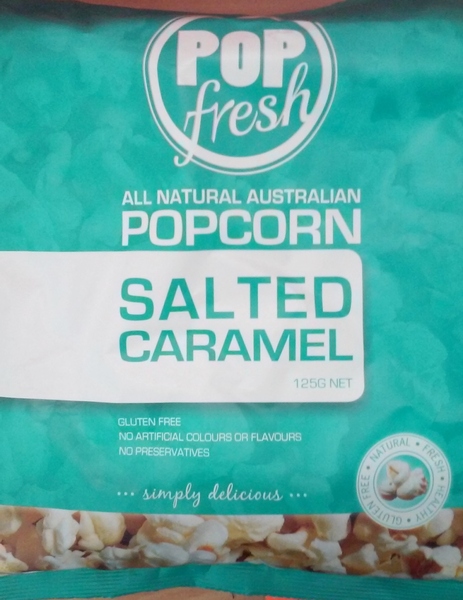 POP
fresh
ALL NATURAL AUSTRALIAN
POPCORN
SALTED
CARAMEL
125G NET
GLUTEN FREE
NO ARTIFICIAL COLOURS OR FLAVOURS
NO PRESERVATIVES
... simply delicious ...
NATURAL • FRESH • HEALTHY • GLUTEN FREE •